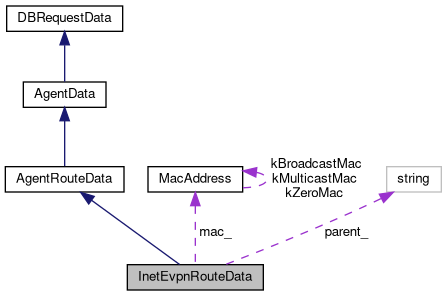 DBRequestData
AgentData
AgentRouteData
MacAddress
kBroadcastMac
kMulticastMac
kZeroMac
string
mac_
parent_
InetEvpnRouteData